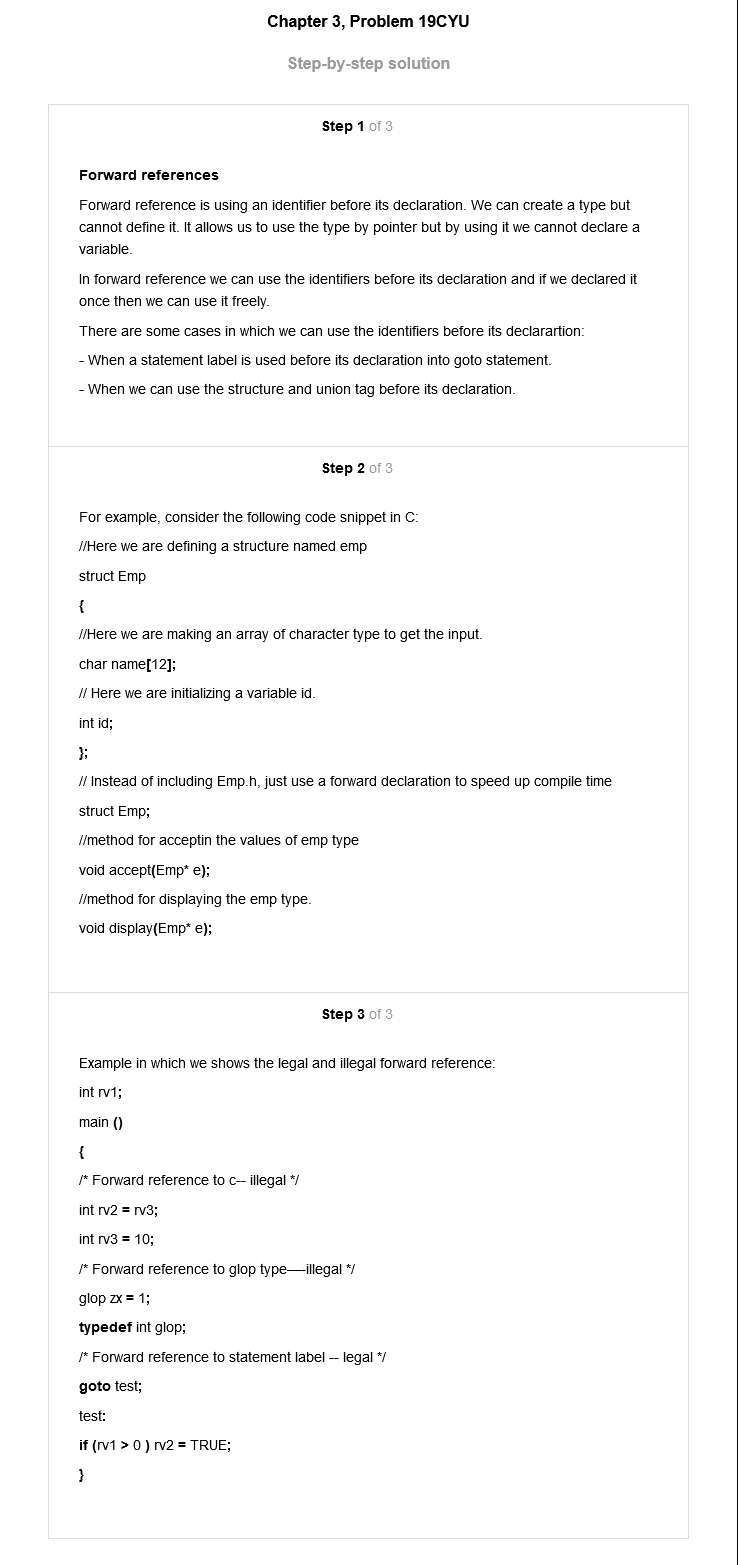 Chapter 3, Problem 19CYU
Step-by-step solution
Step 1 of 3
Forward references
Forward reference is using an identifier before its declaration. We can create a type but
cannot define it. It allows us to use the type by pointer but by using it we cannot declare a
variable.
In forward reference we can use the identifiers before its declaration and if we declared it
once then we can use it freely.
There are some cases in which we can use the identifiers before its declarartion:
- When a statement label is used before its declaration into goto statement.
- When we can use the structure and union tag before its declaration.
Step 2 of 3
For example, consider the following code snippet in C:
//Here we are defining a structure named emp
struct Emp
{
//Here we are making an array of character type to get the input.
char name[12];
// Here we are initializing a variable id.
int id;
};
// Instead of including Emp.h, just use a forward declaration to speed up compile time
struct Emp;
//method for acceptin the values of emp type
void accept(Emp* e);
//method for displaying the emp type.
void display(Emp* e);
Step 3 of 3
Example in which we shows the legal and illegal forward reference:
int rv1;
main ()
{
/* Forward reference to c-- illegal */
int rv2 = rv3;
int rv3 = 10;
/* Forward reference to glop type—-illegal */
glop zx = 1;
typedef int glop;
/* Forward reference to statement label -- legal */
goto test;
test:
if (rv1 > 0 ) rv2 = TRUE;
}